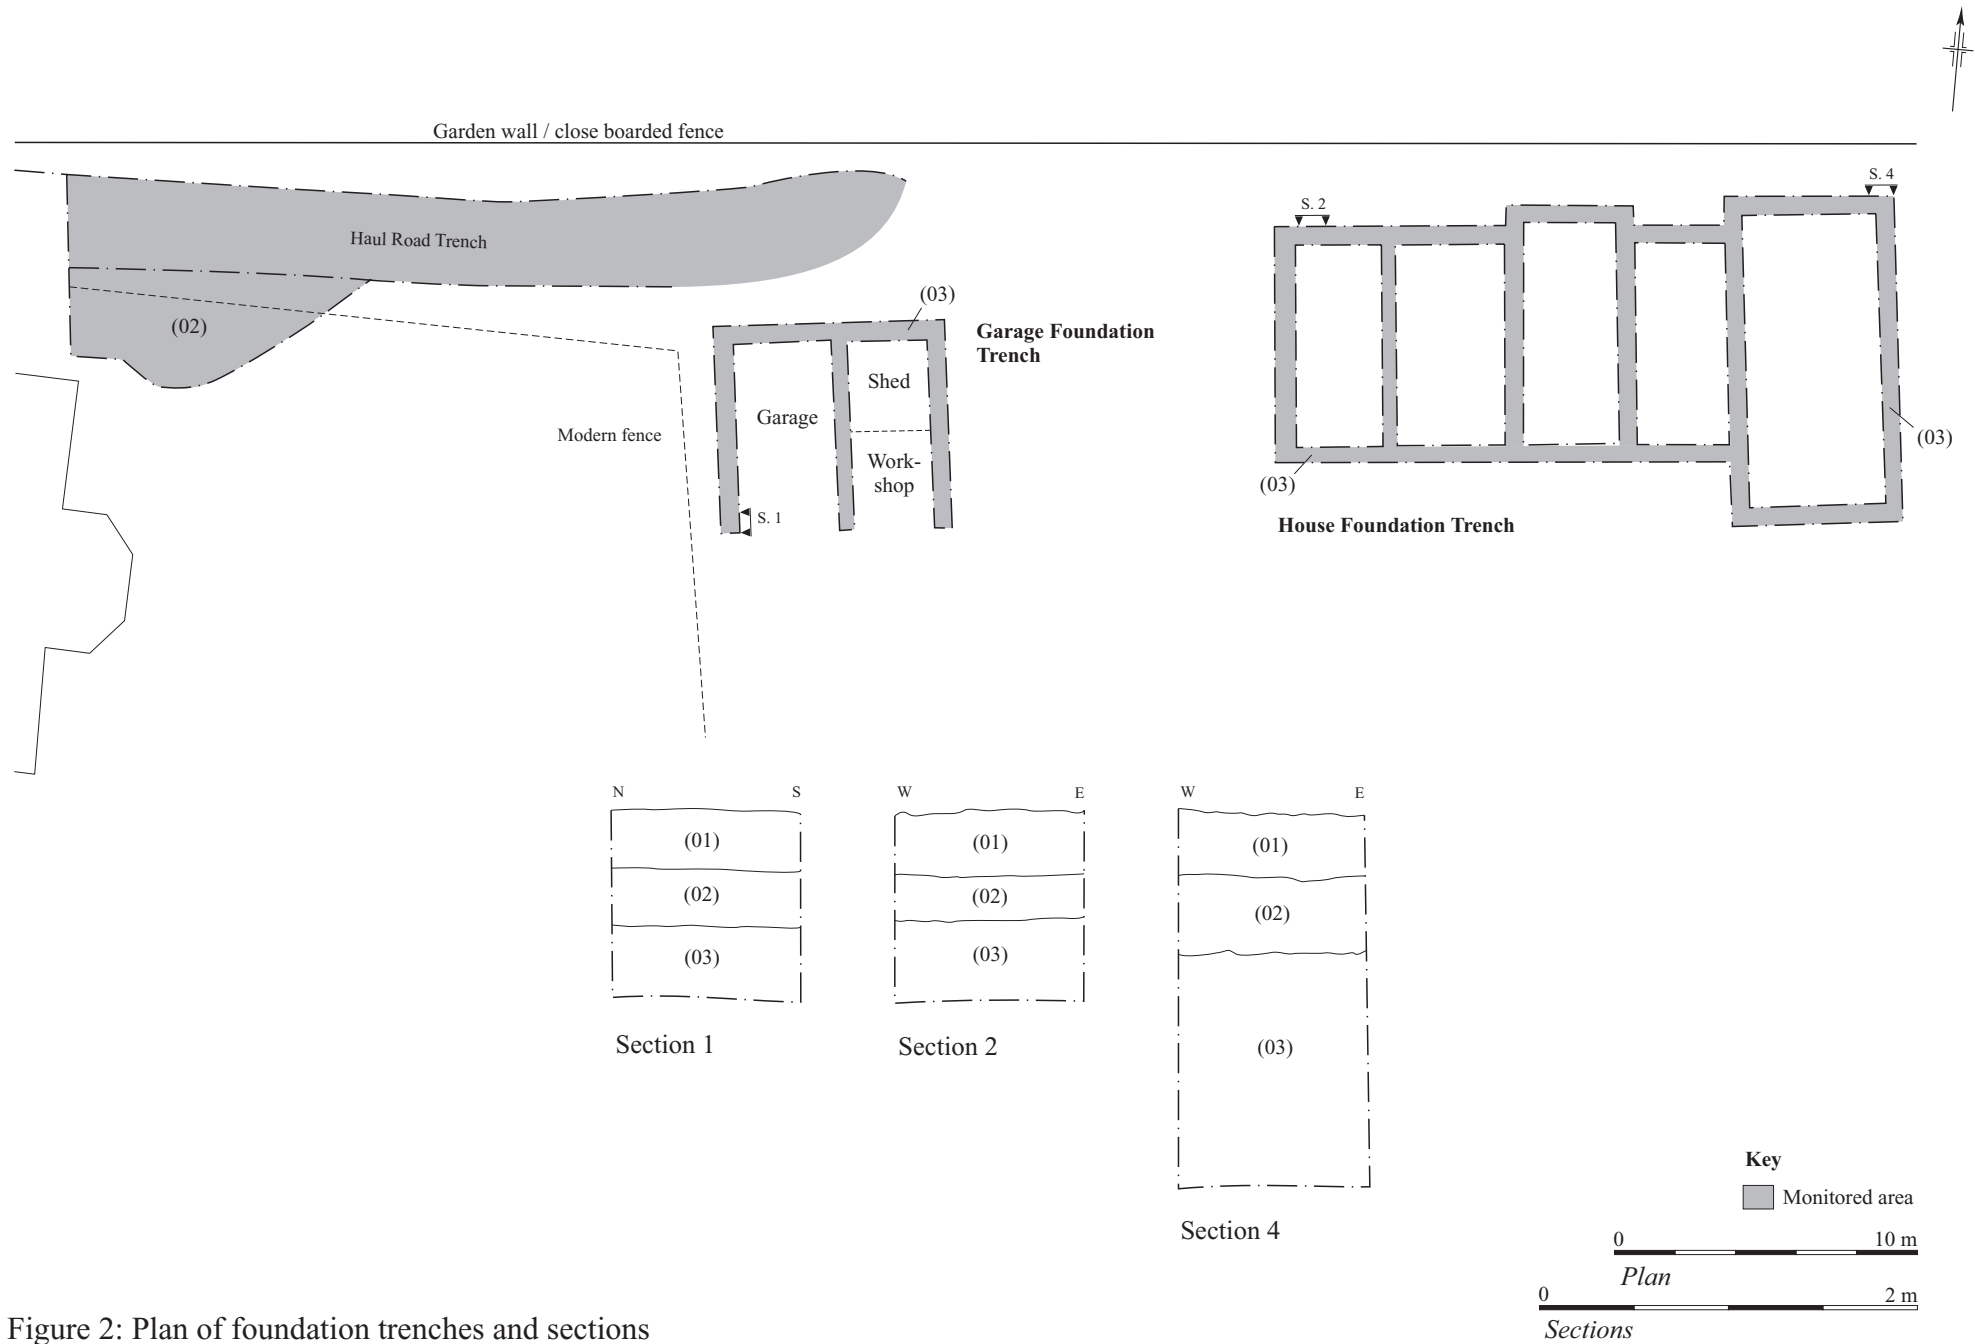 Garden wall / close boarded fence
S. 4
S. 2
Haul Road Trench
(03)
(02)
Garage Foundation
Trench
Shed
Garage
Modern fence
(03)
Work-
shop
(03)
S. 1
House Foundation Trench
N
S
W
E
W
E
(01)
(01)
(01)
(02)
(02)
(02)
(03)
(03)
(03)
Section 1
Section 2
Section 4
Key
Monitored area
0
10 m
Plan
0
2 m
Sections
Figure 2: Plan of foundation trenches and sections